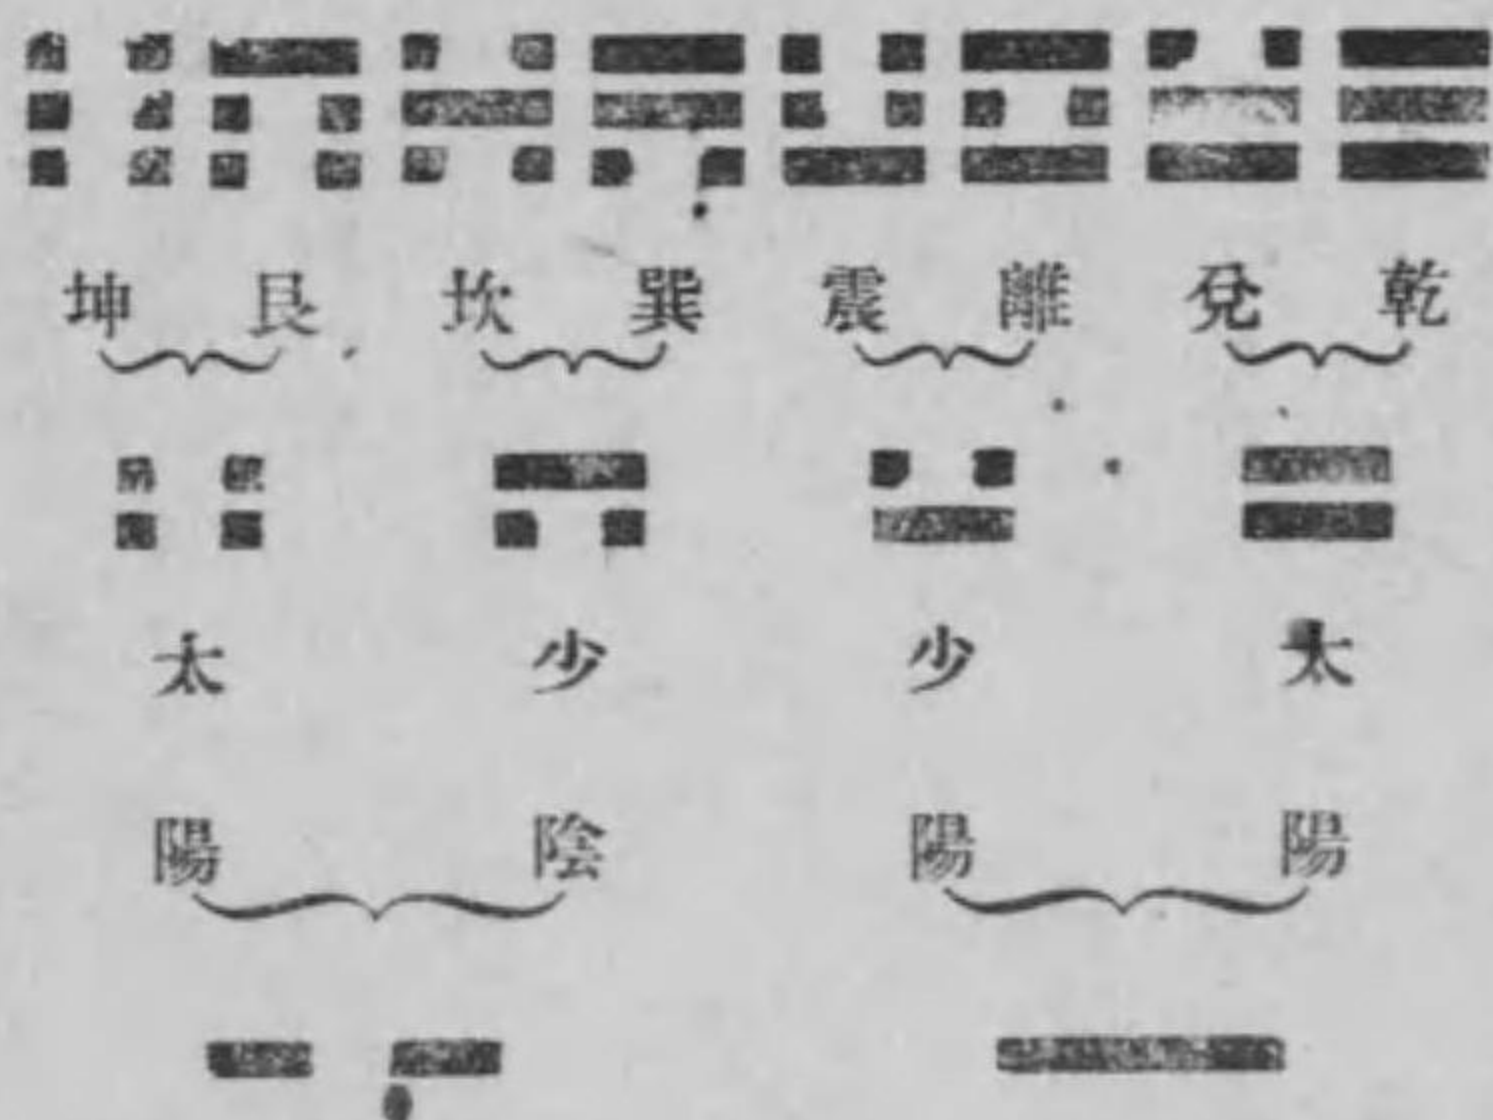 坤 艮 坎 巽 震 離 兌 乾
太 少 少 太
陽 陰 陽 陽